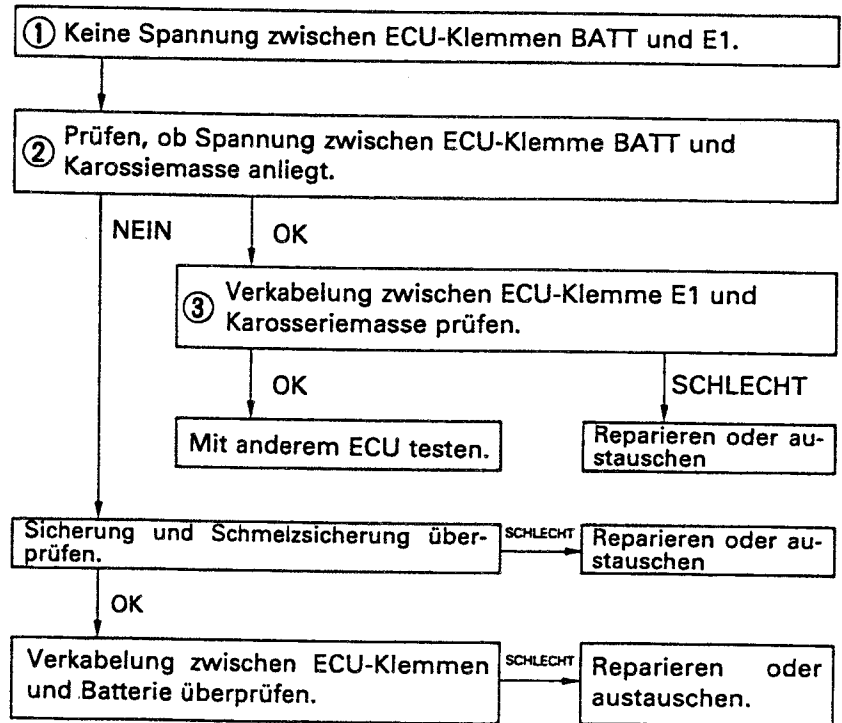 ① Keine Spannung zwischen ECU-Klemmen BATT und E1.
② Prüfen, ob Spannung zwischen ECU-Klemme BATT und
Karossiemasse anliegt.
NEIN
OK
③ Verkabelung zwischen ECU-Klemme E1 und
Karosseriemasse prüfen.
OK
SCHLECHT
Mit anderem ECU testen.
Reparieren oder au-
stauschen
Sicherung und Schmelzsicherung über-
prüfen.
SCHLECHT
Reparieren oder au-
stauschen
OK
Verkabelung zwischen ECU-Klemmen
und Batterie überprüfen.
SCHLECHT
Reparieren oder
austauschen.